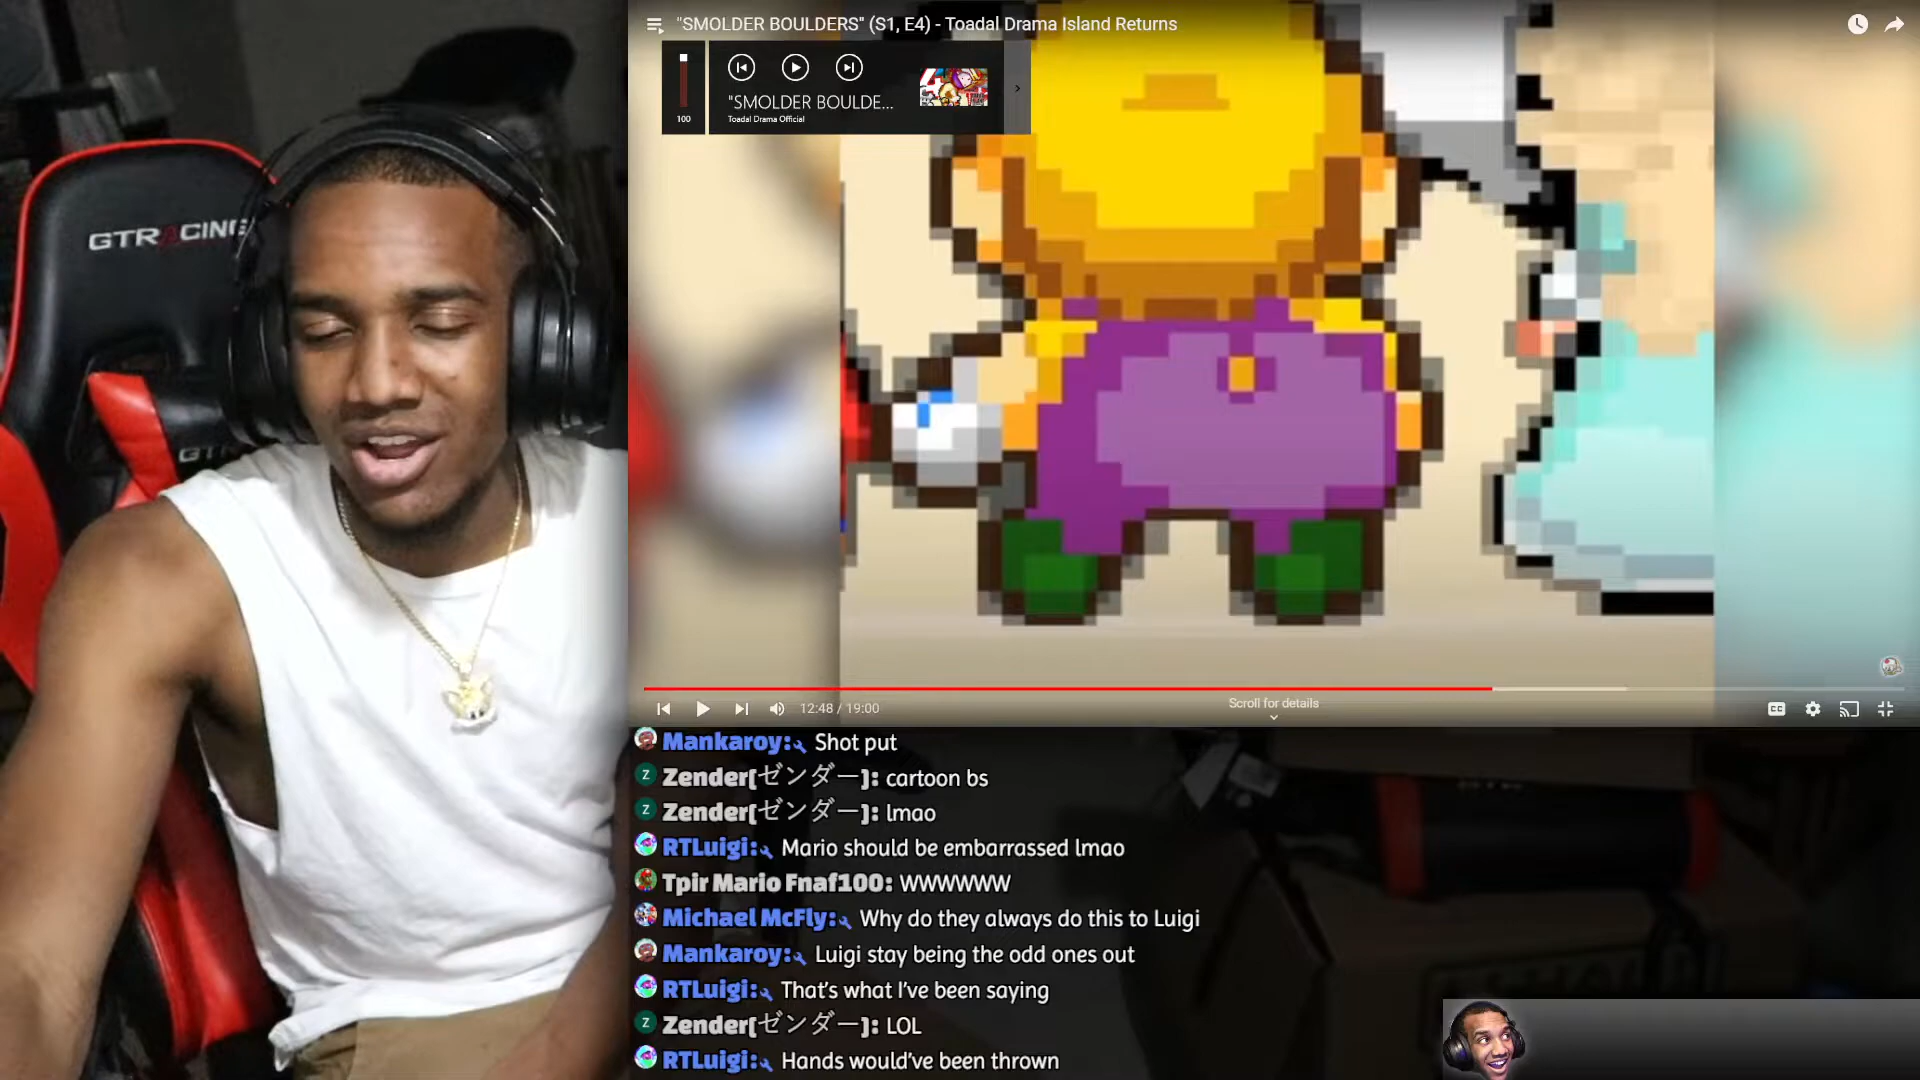 "SMOLDER BOULDERS" (S1, E4) - Toadal Drama Island Returns
100
"SMOLDER BOULDE...
Toadal Drama Official
GTRACING
GTR
12:48 / 19:00
Scroll for details
CC
Mankaroy: Shot put
Z Zender[ゼンダー]: cartoon bs
Z Zender[ゼンダー]: lmao
RTLuigi: Mario should be embarrassed lmao
Tpir Mario Fnaf100: WWWWWW
Michael McFly: Why do they always do this to Luigi
Mankaroy: Luigi stay being the odd ones out
RTLuigi: That's what I've been saying
Z Zender[ゼンダー]: LOL
RTLuigi: Hands would've been thrown